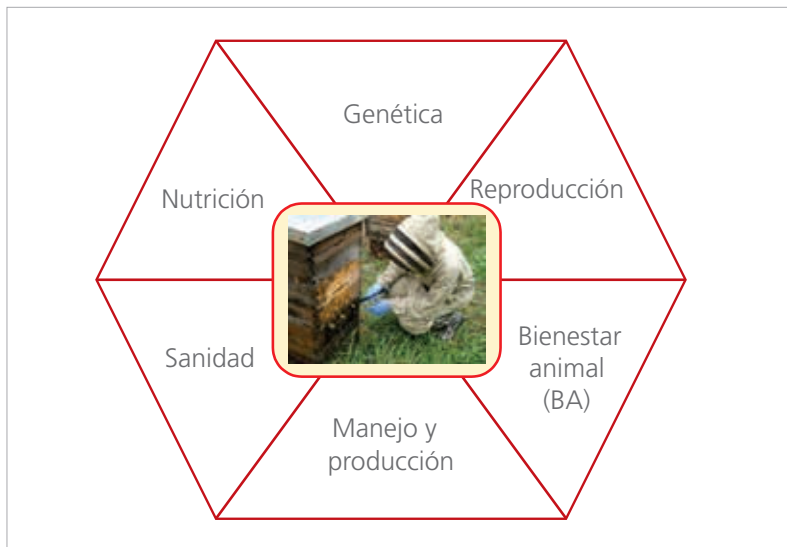 Genética
Nutrición
Reproducción
Sanidad
Bienestar
animal
(BA)
Manejo y
producción